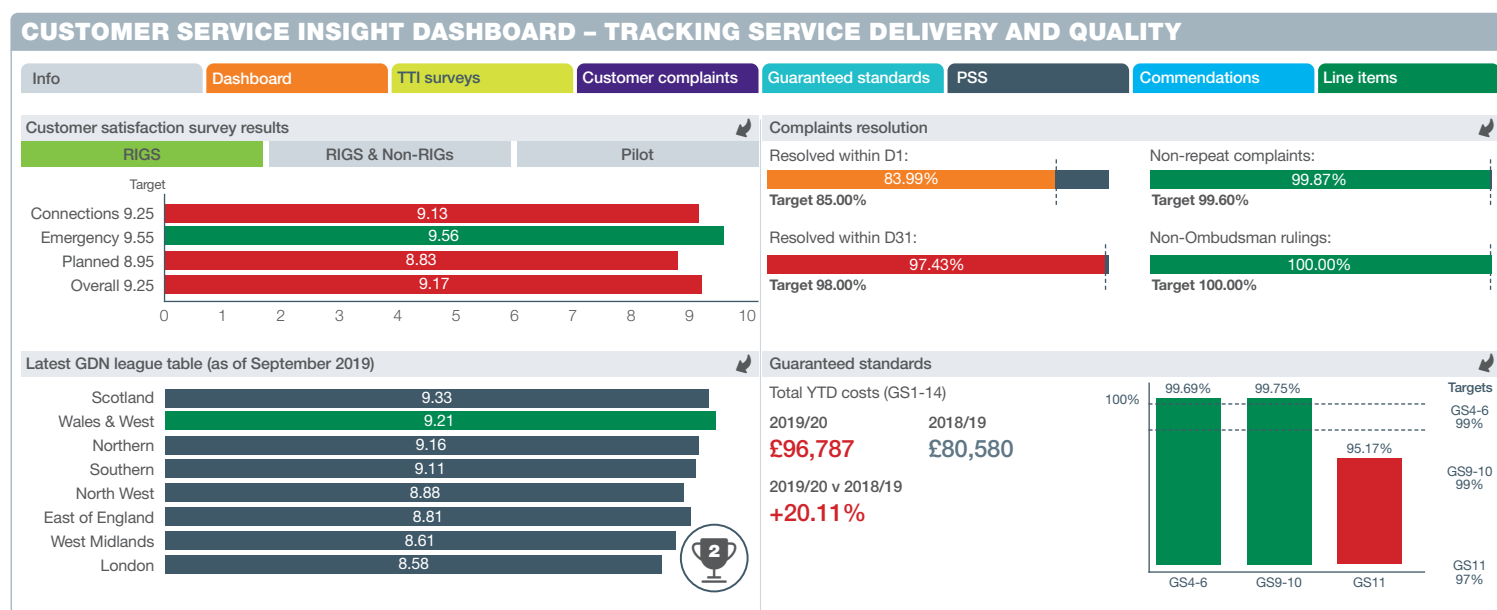 CUSTOMER SERVICE INSIGHT DASHBOARD – TRACKING SERVICE DELIVERY AND QUALITY
Info
Dashboard
TTI surveys
Customer complaints
Guaranteed standards
PSS
Commendations
Line items
Customer satisfaction survey results
RIGS
RIGS & Non-RIGs
Pilot
Target
Connections 9.25
9.13
Emergency 9.55
9.56
Planned 8.95
8.83
Overall 9.25
9.17
0 1 2 3 4 5 6 7 8 9 10
Complaints resolution
Resolved within D1:
83.99%
Target 85.00%
Non-repeat complaints:
99.87%
Target 99.60%
Resolved within D31:
97.43%
Target 98.00%
Non-Ombudsman rulings:
100.00%
Target 100.00%
Latest GDN league table (as of September 2019)
Scotland
9.33
Wales & West
9.21
Northern
9.16
Southern
9.11
North West
8.88
East of England
8.81
West Midlands
8.61
London
8.58
2
Guaranteed standards
Total YTD costs (GS1-14)
2019/20
£96,787
2018/19
£80,580
2019/20 v 2018/19
+20.11%
100%
99.69%
99.75%
95.17%
GS4-6
GS9-10
GS11
Targets
GS4-6
99%
GS9-10
99%
GS11
97%